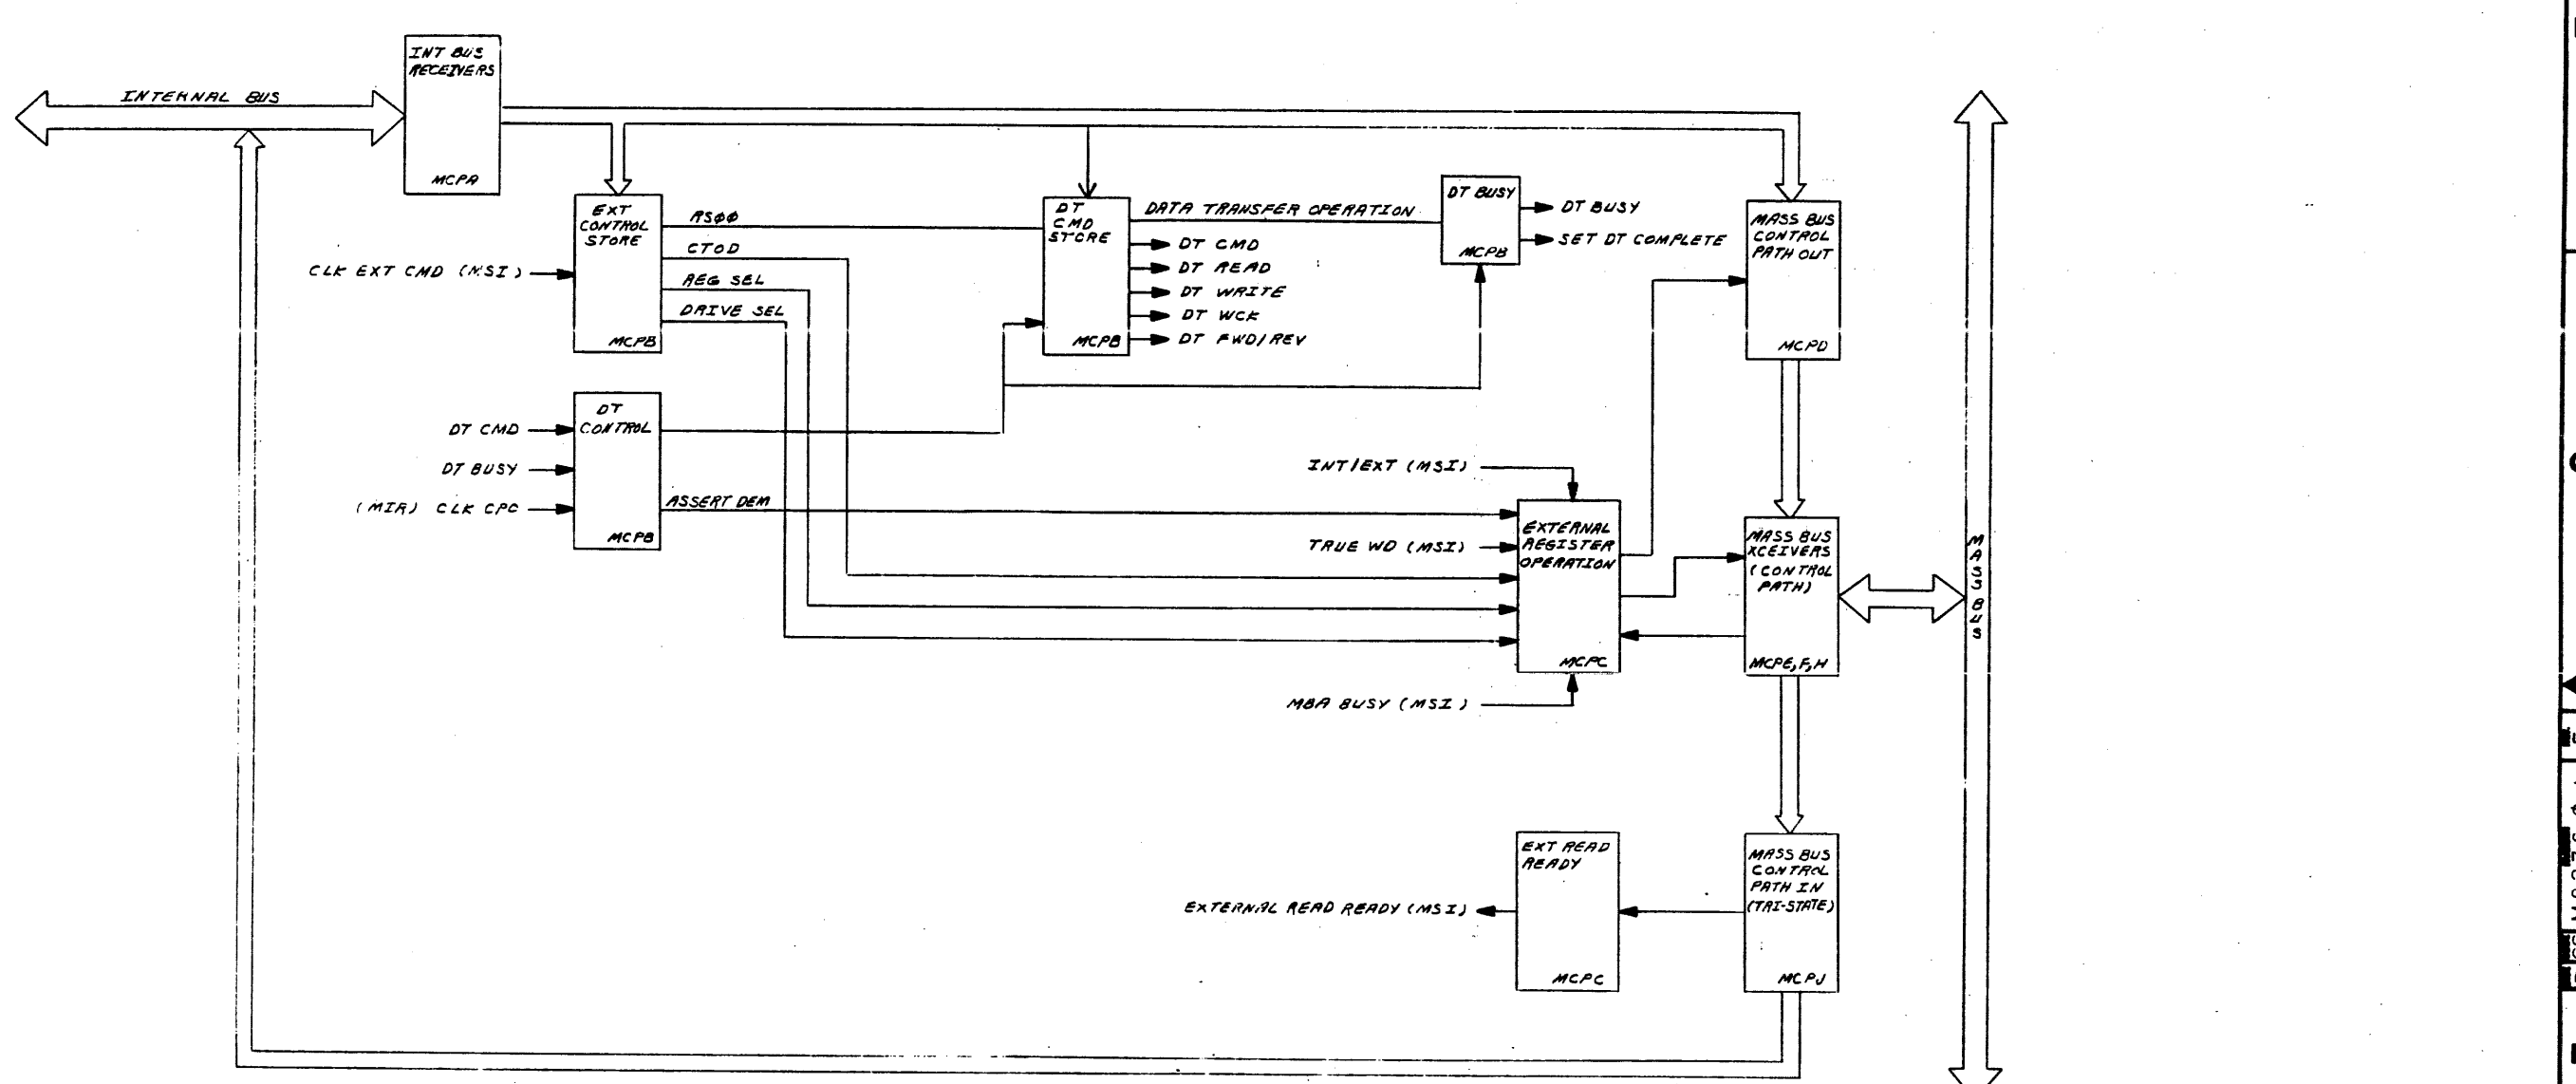 INT BUS
RECEIVERS
MCPA
INTERNAL BUS
EXT
CONTROL
STORE
MCPB
CLK EXT CMD (MSI)
RSØØ
CTOD
REG SEL
DRIVE SEL
DT
CMD
STORE
MCPB
DATA TRANSFER OPERATION
DT CMD
DT READ
DT WRITE
DT WCK
DT FWD/REV
DT BUSY
MCPB
DT BUSY
SET DT COMPLETE
MASS BUS
CONTROL
PATH OUT
MCPD
DT
CONTROL
MCPB
DT CMD
DT BUSY
(MIR) CLK CPC
ASSERT DEM
INT/EXT (MSI)
TRUE WD (MSI)
EXTERNAL
REGISTER
OPERATION
MCPC
MBA BUSY (MSI)
MASS BUS
XCEIVERS
(CONTROL
PATH)
MCPE,F,H
MASS BUS
EXT READ
READY
MCPC
EXTERNAL READ READY (MSI)
MASS BUS
CONTROL
PATH IN
(TRI-STATE)
MCPJ